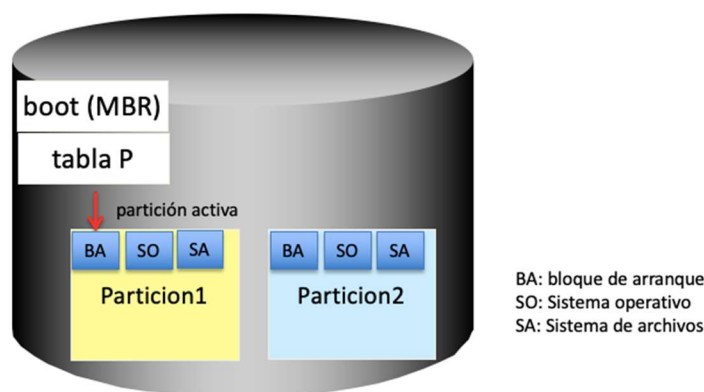 boot (MBR)
tabla P
partición activa
BA SO SA
Particion1
BA SO SA
Particion2
BA: bloque de arranque
SO: Sistema operativo
SA: Sistema de archivos